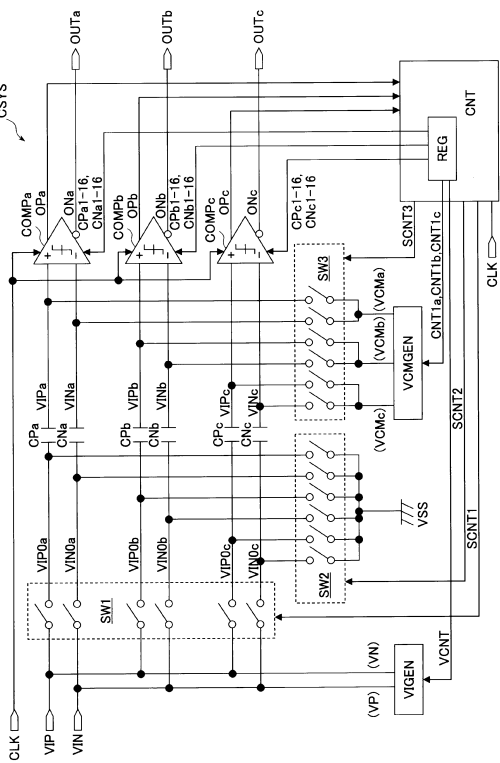 CSYS
CLK
VIP
VIN
SW1
VIP0a
VIN0a
VIP0b
VIN0b
VIP0c
VIN0c
CPa
CNa
CPb
CNb
CPc
CNc
VIPa
VINa
VIPb
VINb
VIPc
VINc
COMPa
OPa
ONa
CPa1-16,
CNa1-16
COMPb
OPb
ONb
CPb1-16,
CNb1-16
COMPc
OPc
ONc
CPc1-16,
CNc1-16
OUTa
OUTb
OUTc
SW2
VSS
SW3
(VCMa)
(VCMb)
(VCMc)
VCMGEN
SCNT3
CNT1a,CNT1b,CNT1c
SCNT2
SCNT1
VCNT
(VP)
(VN)
VIGEN
REG
CNT
CLK